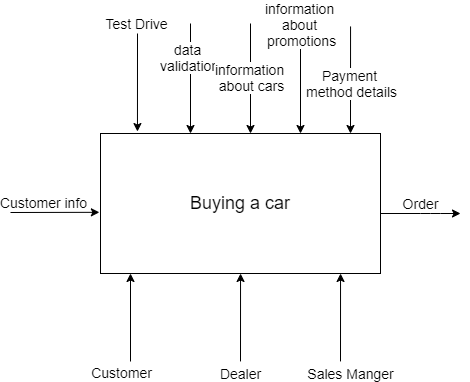 information
about
promotions
Test Drive
data
validation
information
about cars
Payment
method details
Buying a car
Customer info
Order
Customer
Dealer
Sales Manger